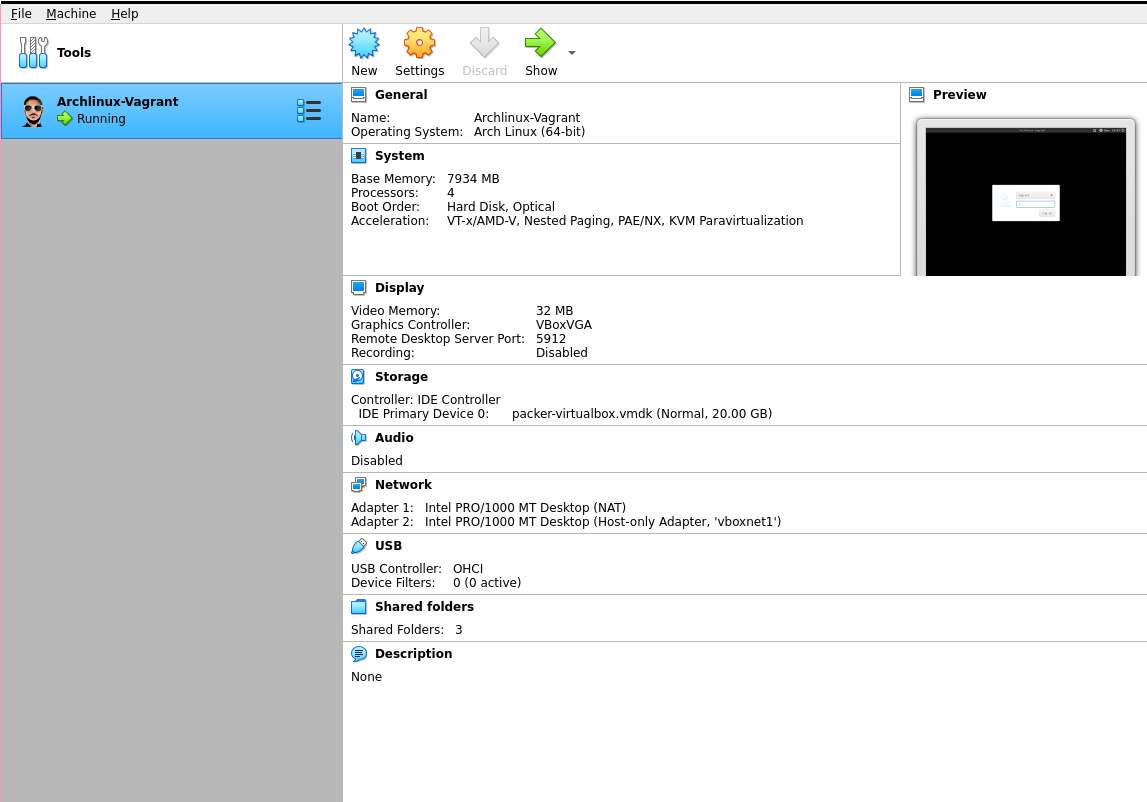 File Machine Help
Tools
New Settings Discard Show
Archlinux-Vagrant
Running
General
Name: Archlinux-Vagrant
Operating System: Arch Linux (64-bit)
Preview
System
Base Memory: 7934 MB
Processors: 4
Boot Order: Hard Disk, Optical
Acceleration: VT-x/AMD-V, Nested Paging, PAE/NX, KVM Paravirtualization
Display
Video Memory: 32 MB
Graphics Controller: VBoxVGA
Remote Desktop Server Port: 5912
Recording: Disabled
Storage
Controller: IDE Controller
IDE Primary Device 0: packer-virtualbox.vmdk (Normal, 20.00 GB)
Audio
Disabled
Network
Adapter 1: Intel PRO/1000 MT Desktop (NAT)
Adapter 2: Intel PRO/1000 MT Desktop (Host-only Adapter, 'vboxnet1')
USB
USB Controller: OHCI
Device Filters: 0 (0 active)
Shared folders
Shared Folders: 3
Description
None